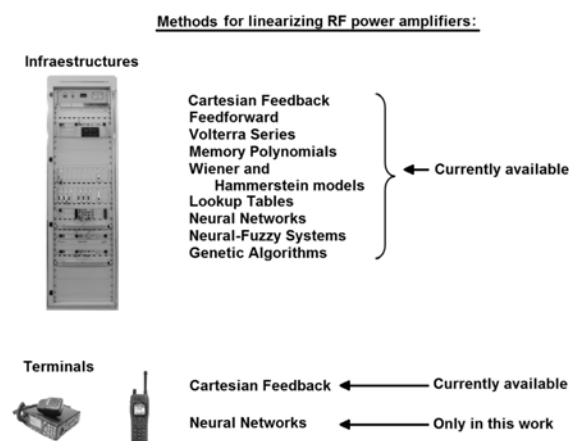 Methods for linearizing RF power amplifiers:
Infraestructures
Cartesian Feedback
Feedforward
Volterra Series
Memory Polynomials
Wiener and
Hammerstein models
Lookup Tables
Neural Networks
Neural-Fuzzy Systems
Genetic Algorithms
Currently available
Terminals
Cartesian Feedback
Currently available
Neural Networks
Only in this work